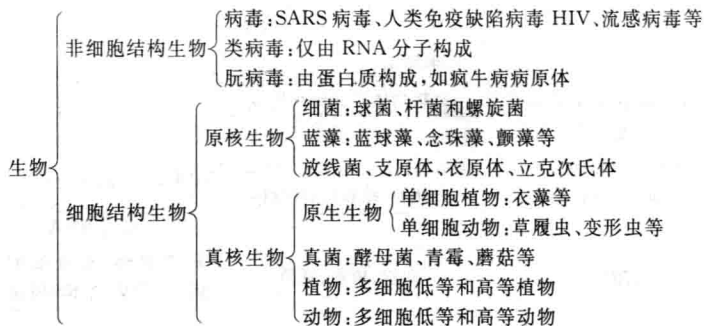 病毒:SARS病毒、人类免疫缺陷病毒HIV、流感病毒等
非细胞结构生物
类病毒:仅由RNA分子构成
朊病毒:由蛋白质构成,如疯牛病病原体
细菌:球菌、杆菌和螺旋菌
原核生物
蓝藻:蓝球藻、念珠藻、颤藻等
放线菌、支原体、衣原体、立克次氏体
生物
细胞结构生物
原生生物
单细胞植物:衣藻等
单细胞动物:草履虫、变形虫等
真核生物
真菌:酵母菌、青霉、蘑菇等
植物:多细胞低等和高等植物
动物:多细胞低等和高等动物